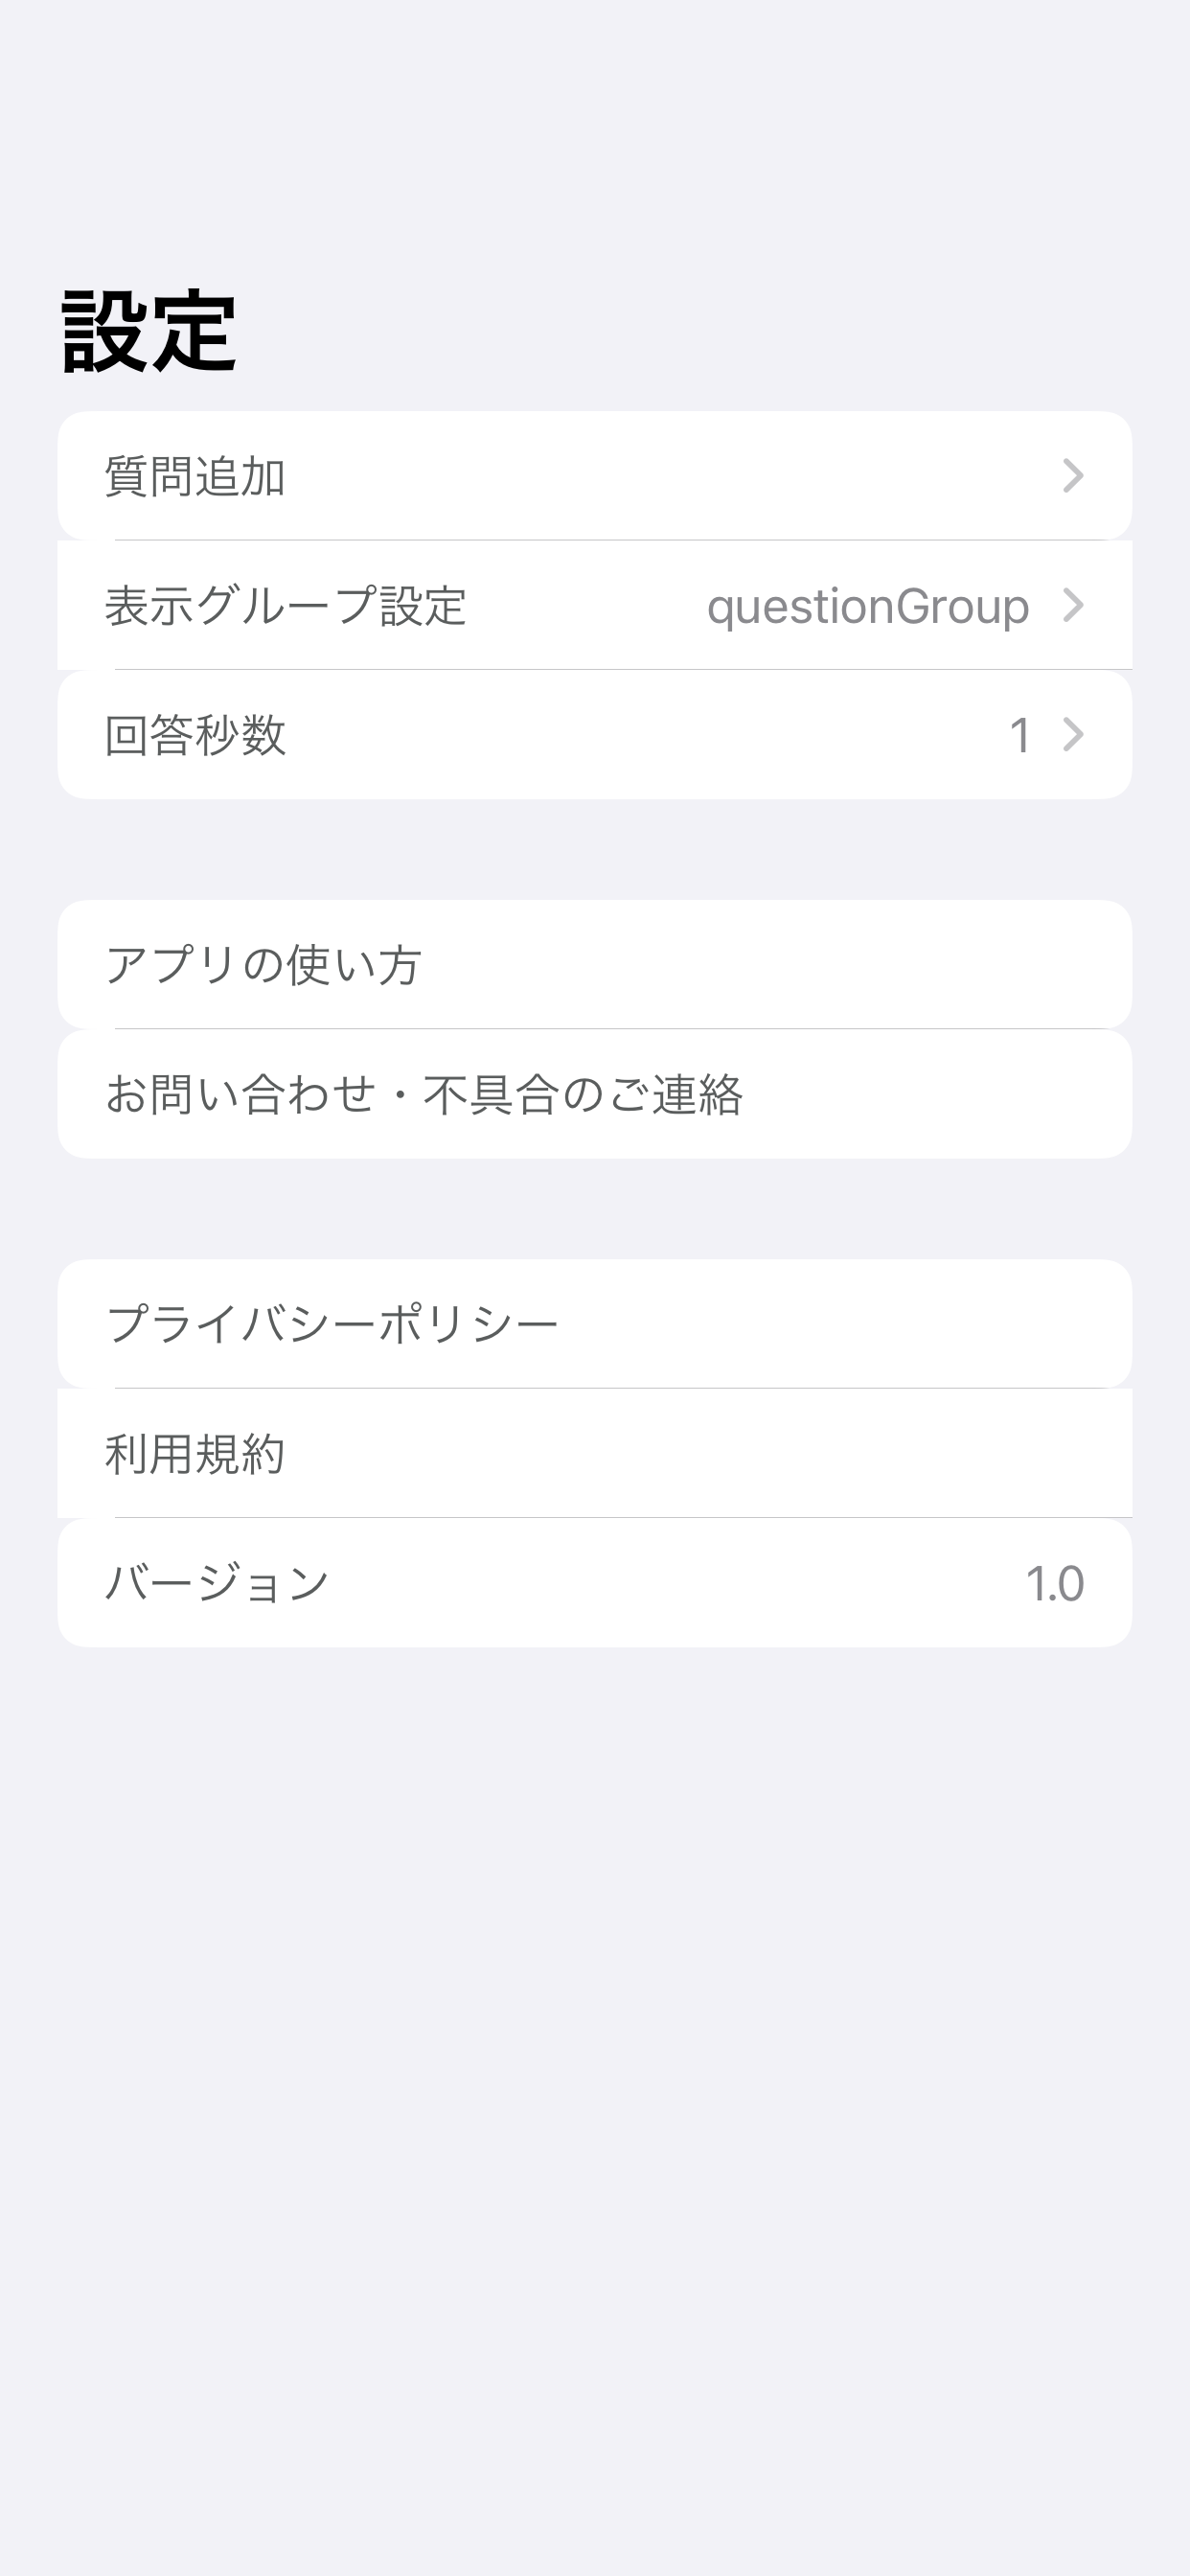 設定
質問追加
表示グループ設定 questionGroup
回答秒数 1
アプリの使い方
お問い合わせ・不具合のご連絡
プライバシーポリシー
利用規約
バージョン 1.0